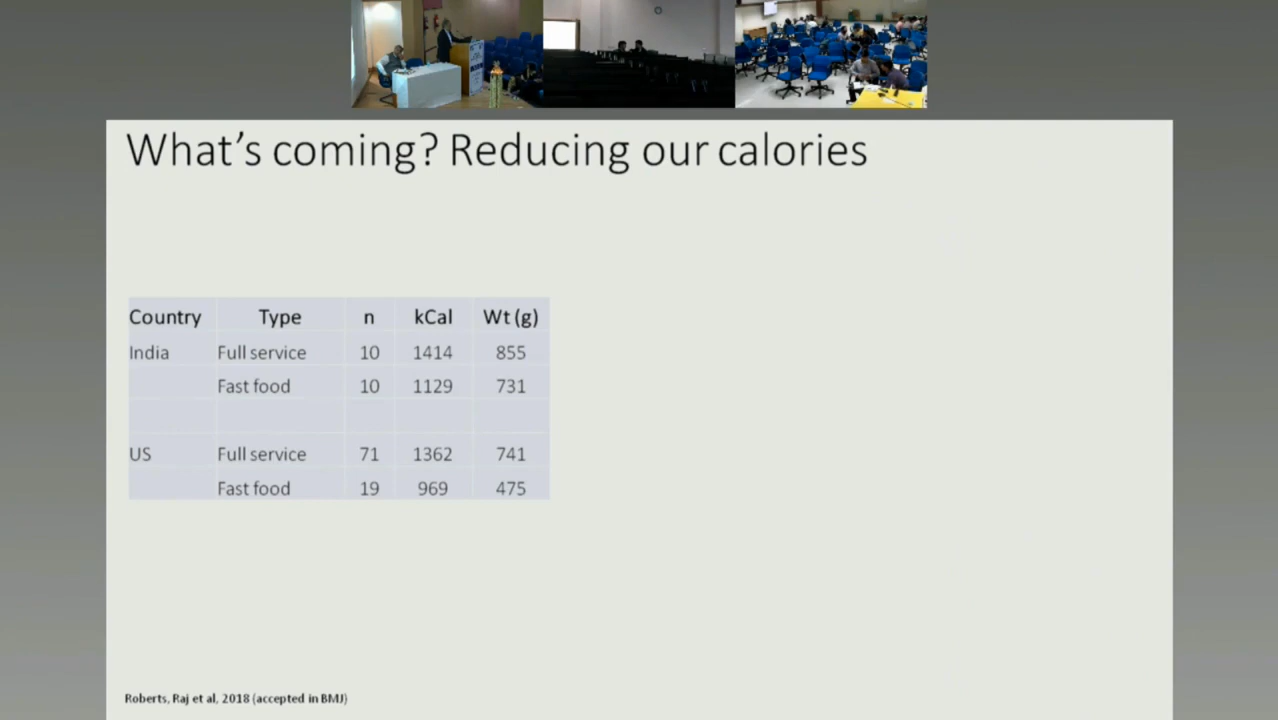 What's coming? Reducing our calories
Country Type n kCal Wt (g)
India Full service 10 1414 855
Fast food 10 1129 731
US Full service 71 1362 741
Fast food 19 969 475
Roberts, Raj et al, 2018 (accepted in BMJ)